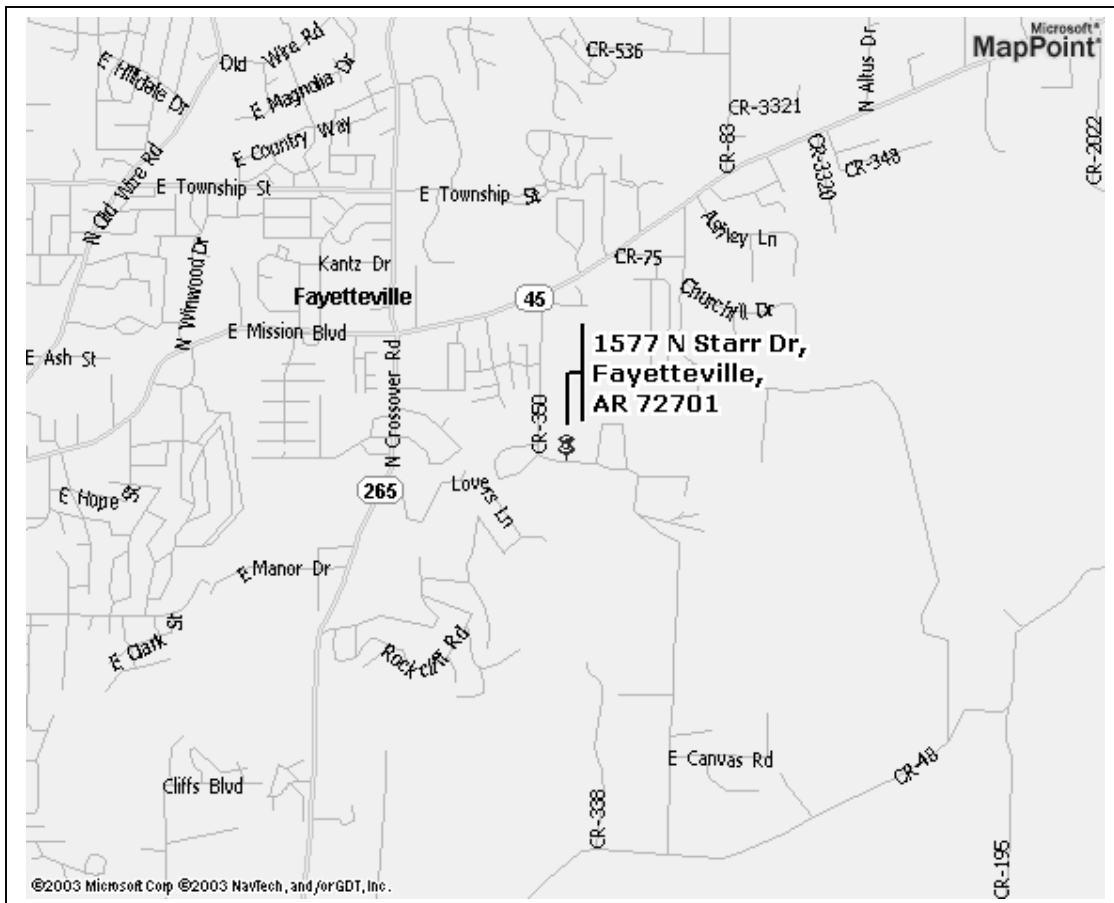 Microsoft®
MapPoint®
CR-536
Old Wire Rd
E Hilldale Dr
E Magnolia Dr
N Altus Dr
CR-3321
CR-83
CR-2022
E Country Way
CR-3320
CR-348
N Old Wire Rd
E Township St
E Township St
Ashley Ln
N Winwood Dr
Kantz Dr
CR-75
Fayetteville
45
Churchill Dr
E Mission Blvd
E Ash St
1577 N Starr Dr,
Fayetteville,
AR 72701
N Crossover Rd
CR-350
265
Lovers Ln
E Hope St
E Manor Dr
E Clark St
Rockcliff Rd
E Canvas Rd
CR-48
Cliffs Blvd
CR-338
CR-195
©2003 Microsoft Corp ©2003 NavTech, and/or GDT, Inc.